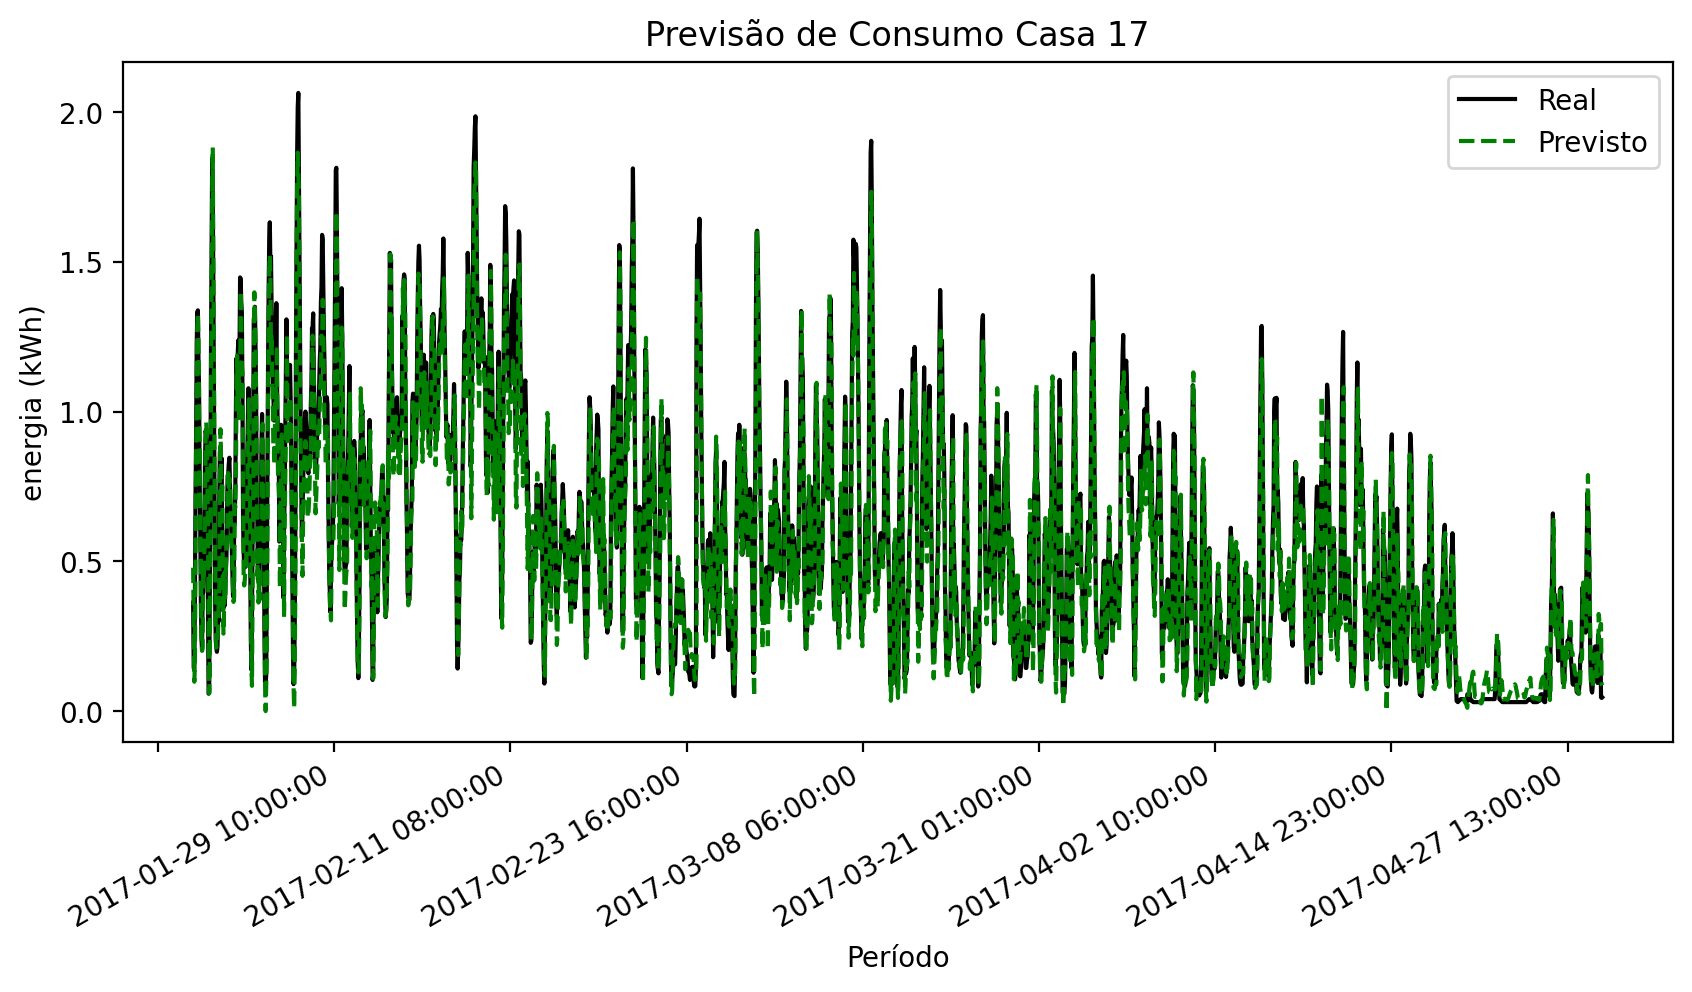 Previsão de Consumo Casa 17
Real
Previsto
energia (kWh)
2.0
1.5
1.0
0.5
0.0
2017-01-29 10:00:00
2017-02-11 08:00:00
2017-02-23 16:00:00
2017-03-08 06:00:00
2017-03-21 01:00:00
2017-04-02 10:00:00
2017-04-14 23:00:00
2017-04-27 13:00:00
Período